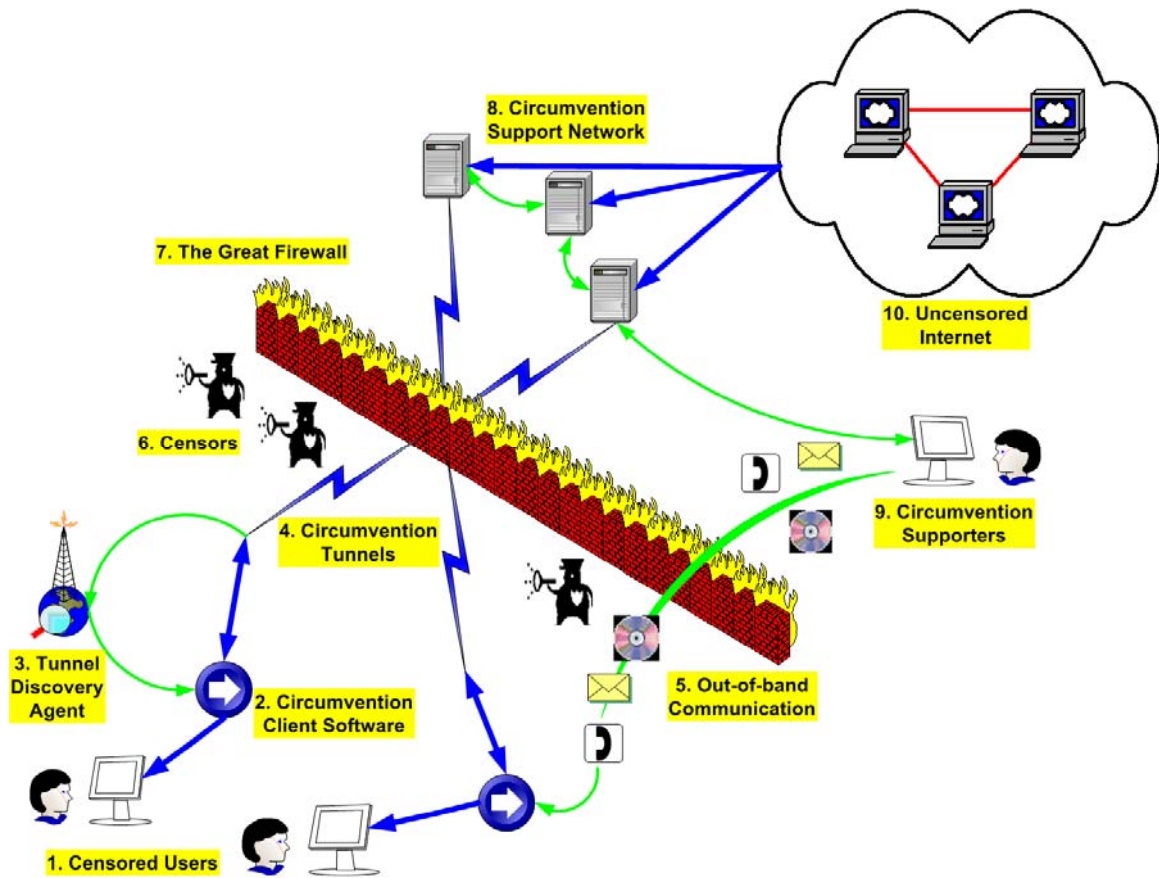 8. Circumvention
Support Network
7. The Great Firewall
10. Uncensored
Internet
6. Censors
4. Circumvention
Tunnels
9. Circumvention
Supporters
3. Tunnel
Discovery
Agent
2. Circumvention
Client Software
5. Out-of-band
Communication
1. Censored Users